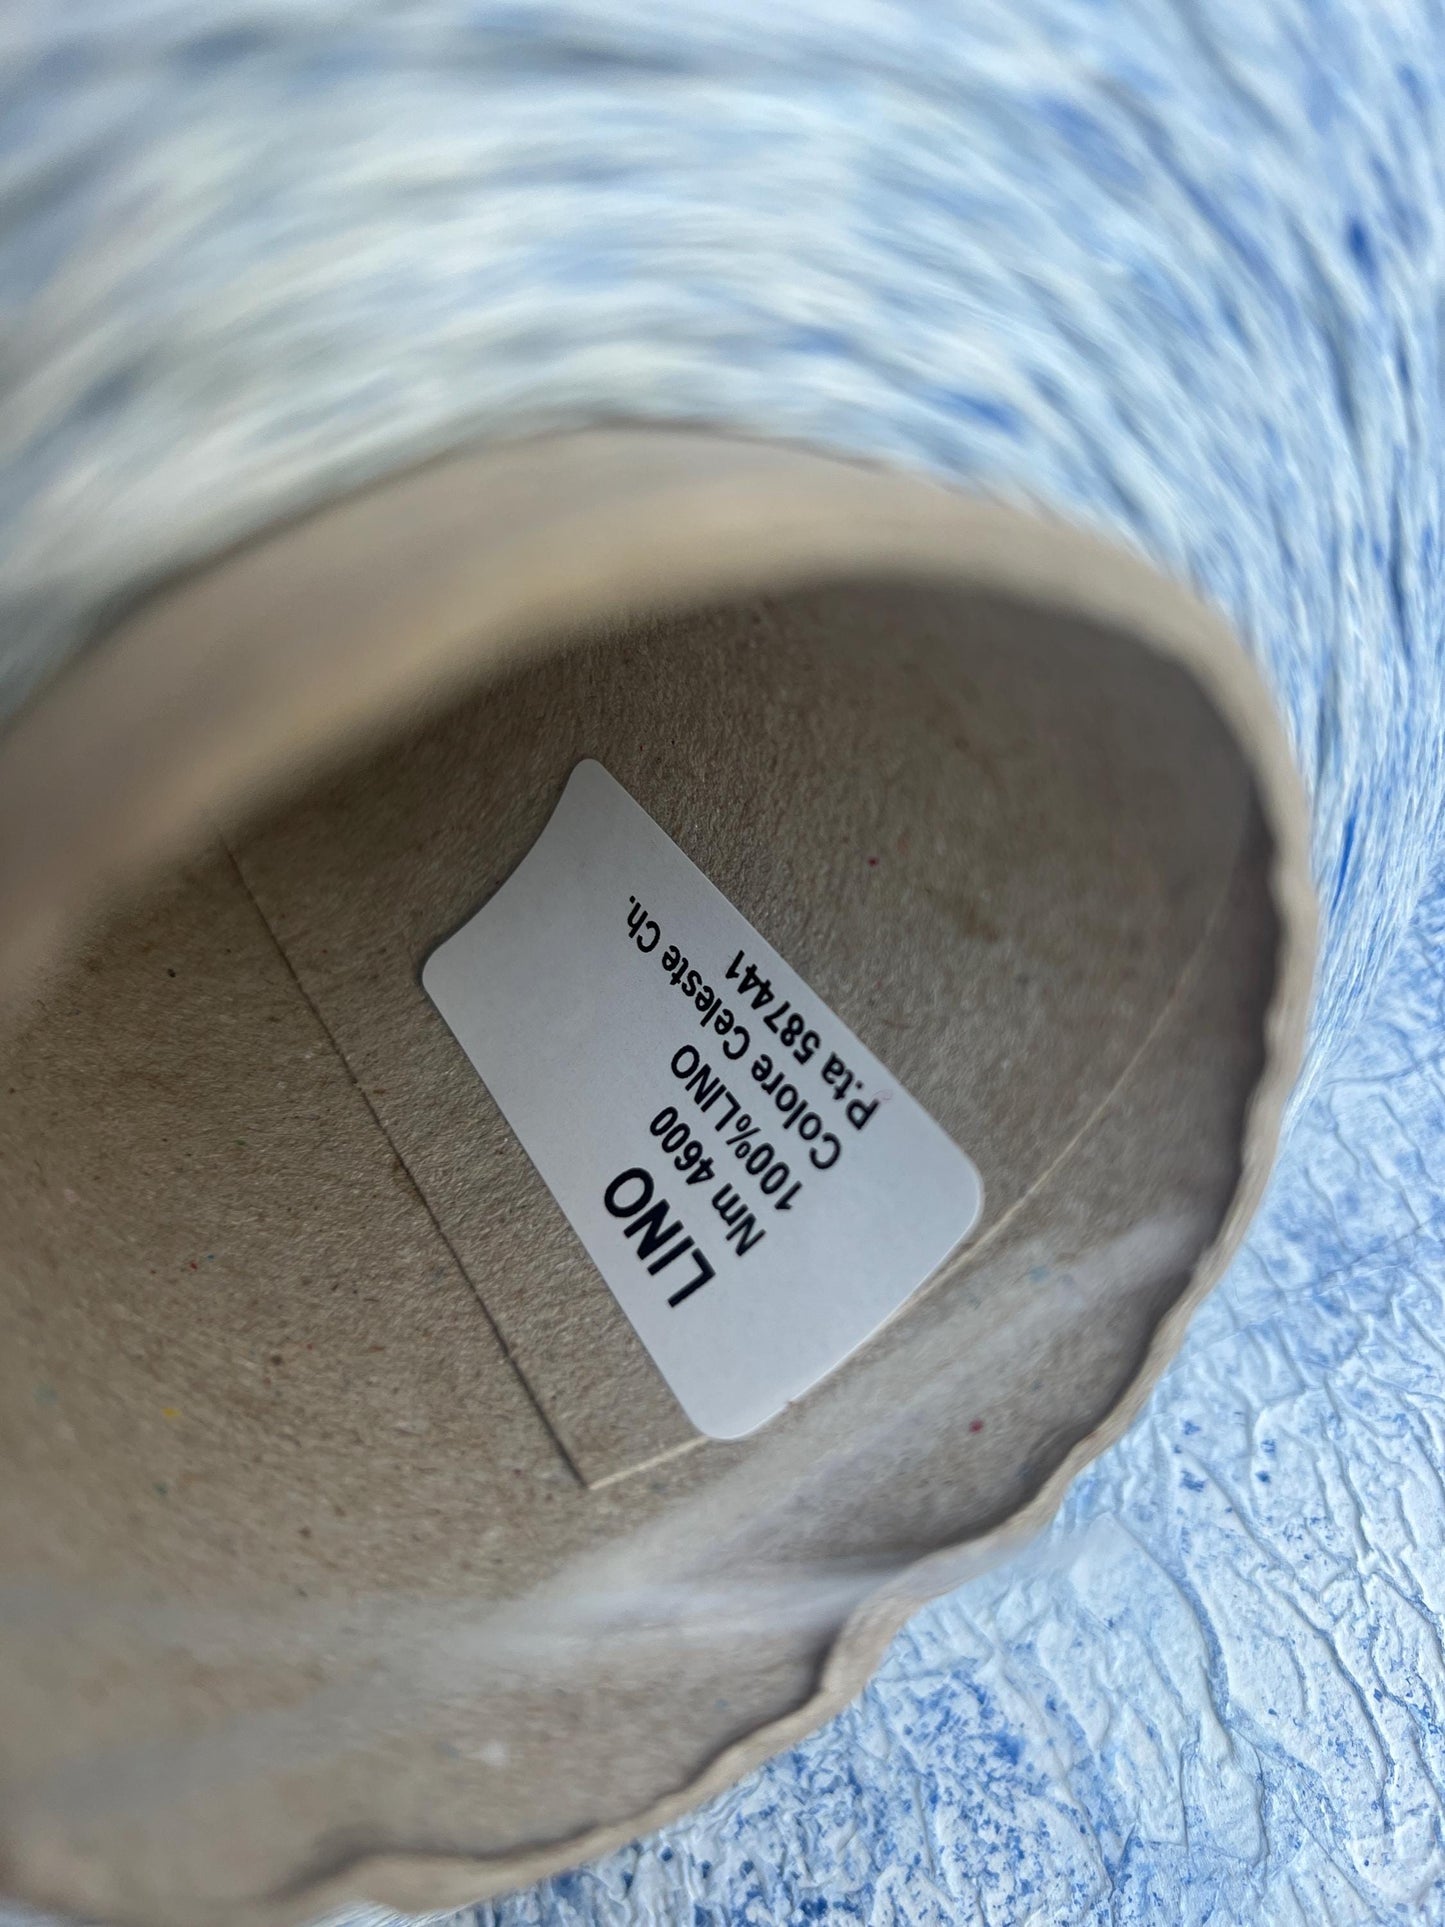 LINO
Nm 4600
100%LINO
Colore Celeste Ch.
P.ta 587441